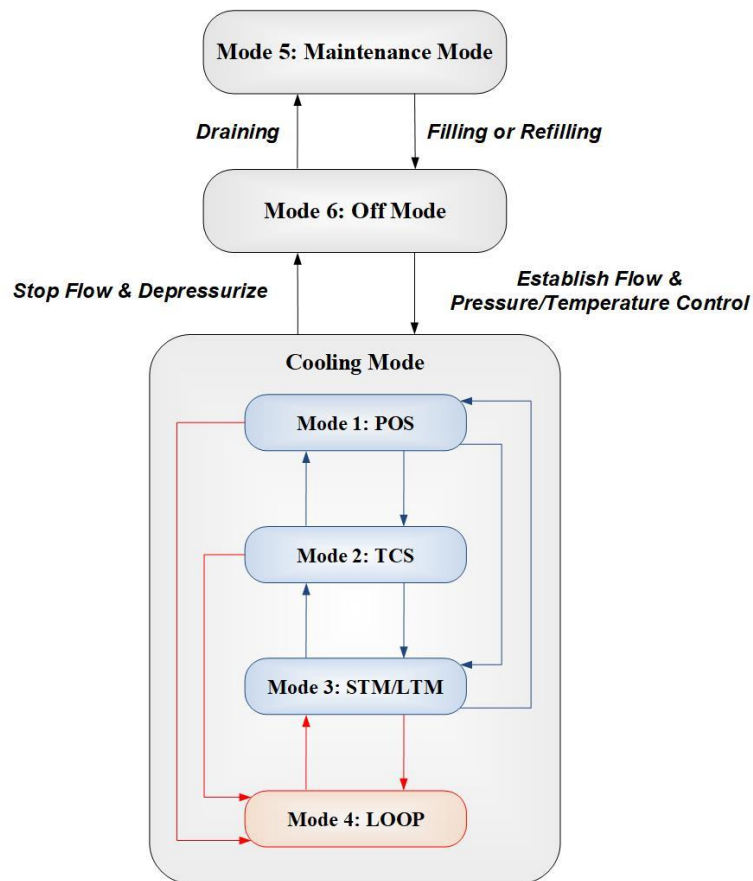 Mode 5: Maintenance Mode
Draining
Filling or Refilling
Mode 6: Off Mode
Stop Flow & Depressurize
Establish Flow &
Pressure/Temperature Control
Cooling Mode
Mode 1: POS
Mode 2: TCS
Mode 3: STM/LTM
Mode 4: LOOP